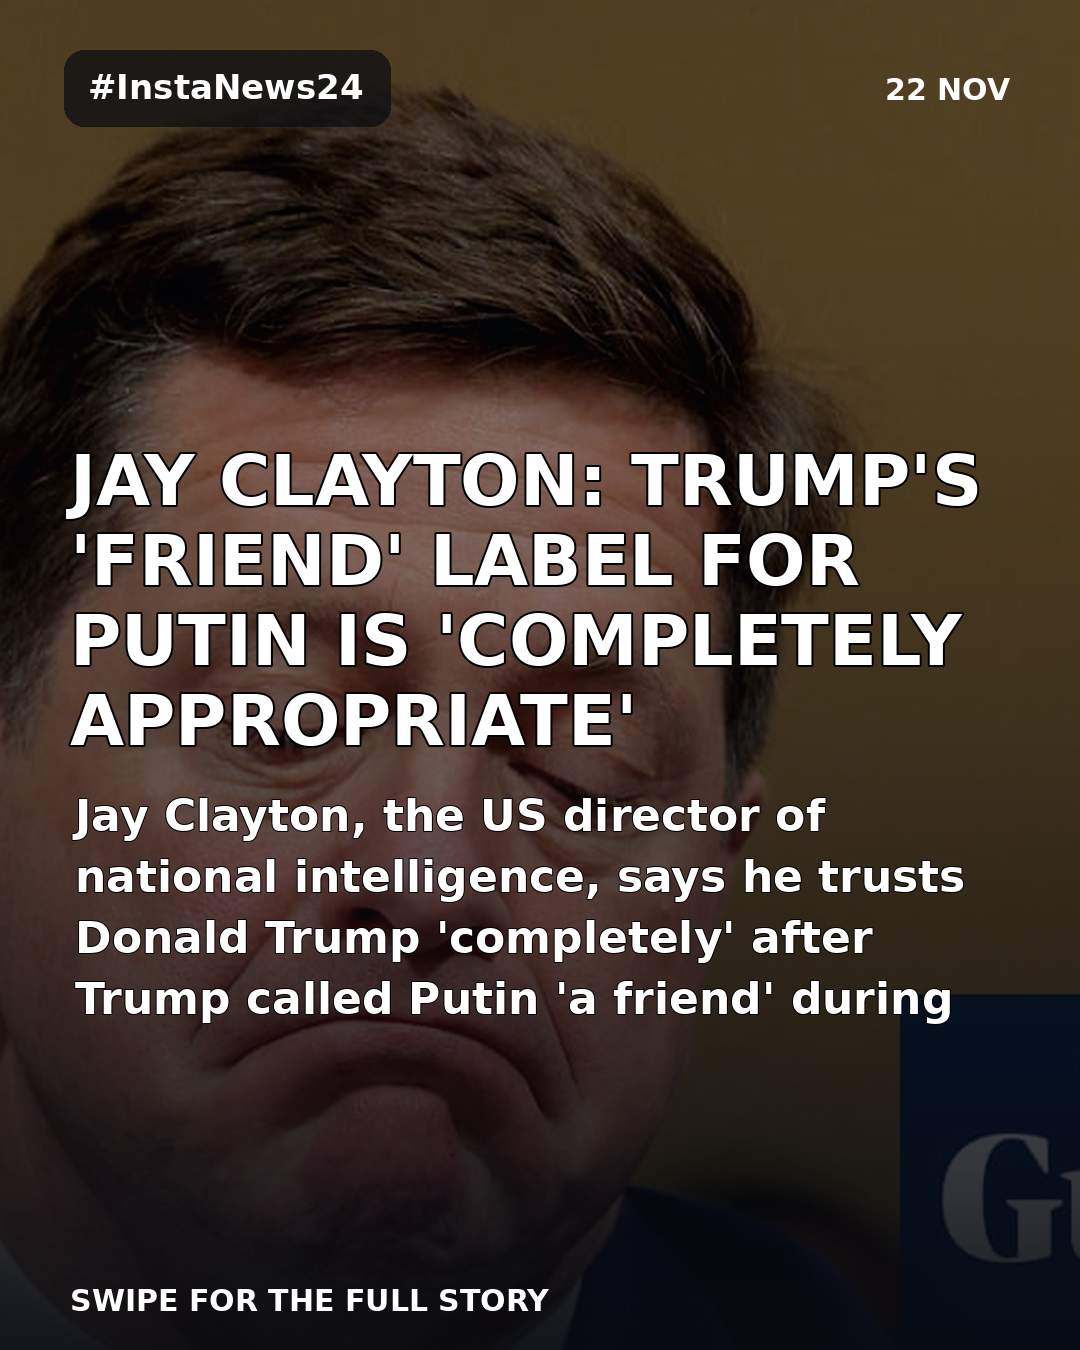 #InstaNews24
22 NOV
JAY CLAYTON: TRUMP'S
'FRIEND' LABEL FOR
PUTIN IS 'COMPLETELY
APPROPRIATE'
Jay Clayton, the US director of
national intelligence, says he trusts
Donald Trump 'completely' after
Trump called Putin 'a friend' during
SWIPE FOR THE FULL STORY